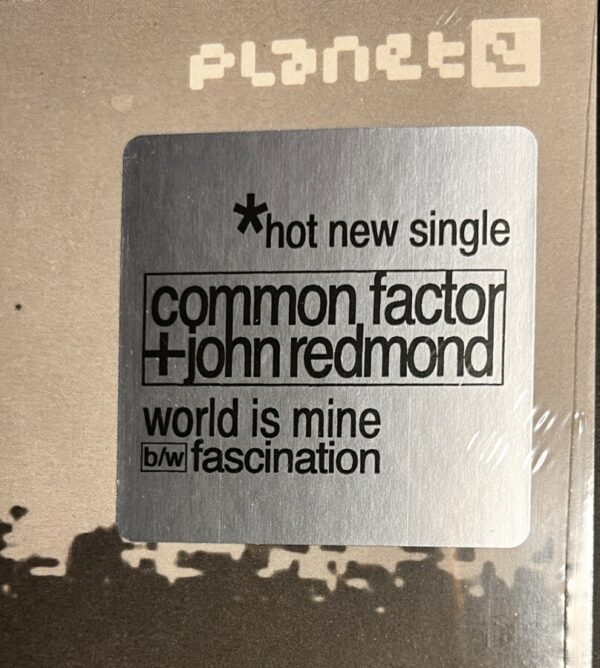 planet e
*hot new single
common factor
+john redmond
world is mine
b/w fascination